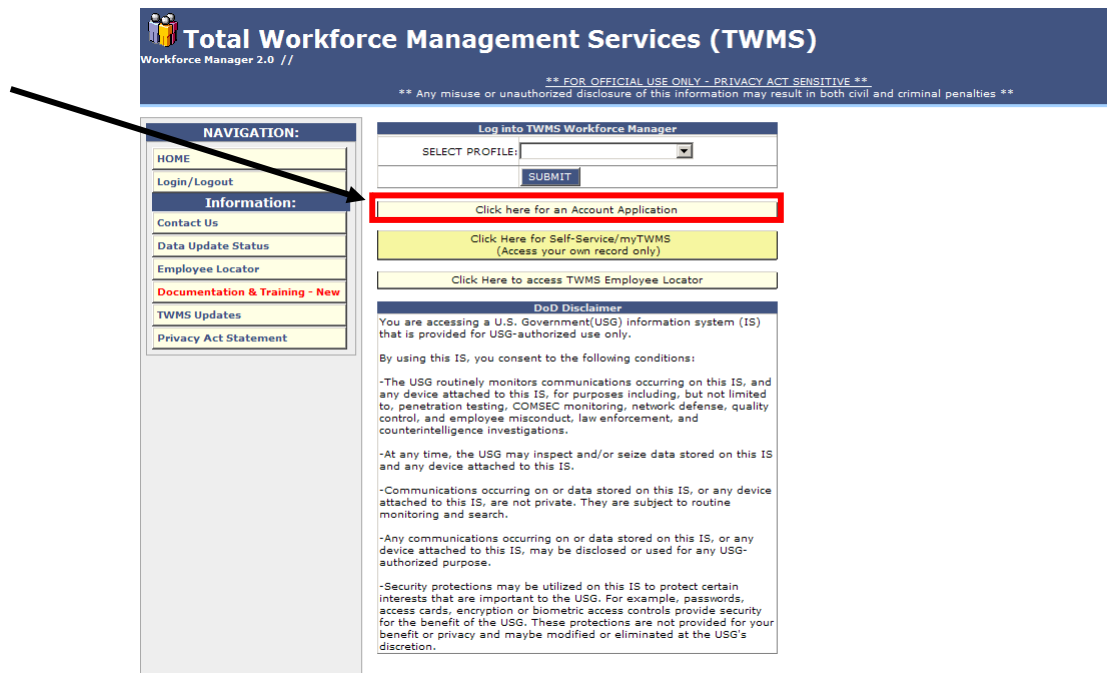 Total Workforce Management Services (TWMS)
Workforce Manager 2.0 //
** FOR OFFICIAL USE ONLY - PRIVACY ACT SENSITIVE **
** Any misuse or unauthorized disclosure of this information may result in both civil and criminal penalties **
NAVIGATION:
HOME
Login/Logout
Information:
Contact Us
Data Update Status
Employee Locator
Documentation & Training - New
TWMS Updates
Privacy Act Statement
Log into TWMS Workforce Manager
SELECT PROFILE:
SUBMIT
Click here for an Account Application
Click Here for Self-Service/myTWMS
(Access your own record only)
Click Here to access TWMS Employee Locator
DoD Disclaimer
You are accessing a U.S. Government(USG) information system (IS)
that is provided for USG-authorized use only.
By using this IS, you consent to the following conditions:
-The USG routinely monitors communications occurring on this IS, and
any device attached to this IS, for purposes including, but not limited
to, penetration testing, COMSEC monitoring, network defense, quality
control, and employee misconduct, law enforcement, and
counterintelligence investigations.
-At any time, the USG may inspect and/or seize data stored on this IS
and any device attached to this IS.
-Communications occurring on or data stored on this IS, or any device
attached to this IS, are not private. They are subject to routine
monitoring and search.
-Any communications occurring on or data stored on this IS, or any
device attached to this IS, may be disclosed or used for any USG-
authorized purpose.
-Security protections may be utilized on this IS to protect certain
interests that are important to the USG. For example, passwords,
access cards, encryption or biometric access controls provide security
for the benefit of the USG. These protections are not provided for your
benefit or privacy and maybe modified or eliminated at the USG's
discretion.